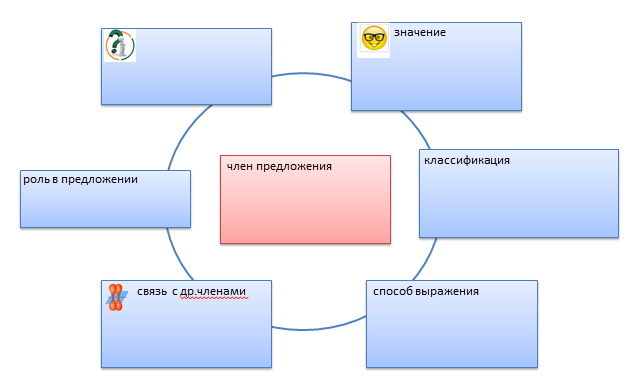 значение
член предложения
классификация
роль в предложении
связь с др.членами
способ выражения